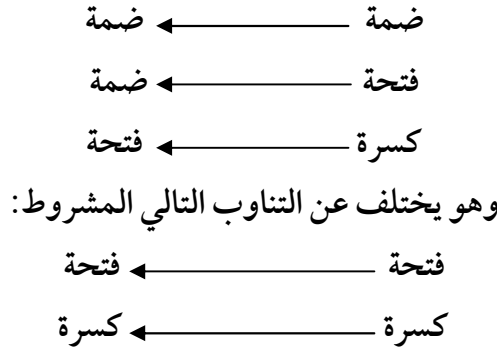 ضمة ← ضمة
فتحة ← ضمة
كسرة ← فتحة
وهو يختلف عن التناوب التالي المشروط:
فتحة ← فتحة
كسرة ← كسرة